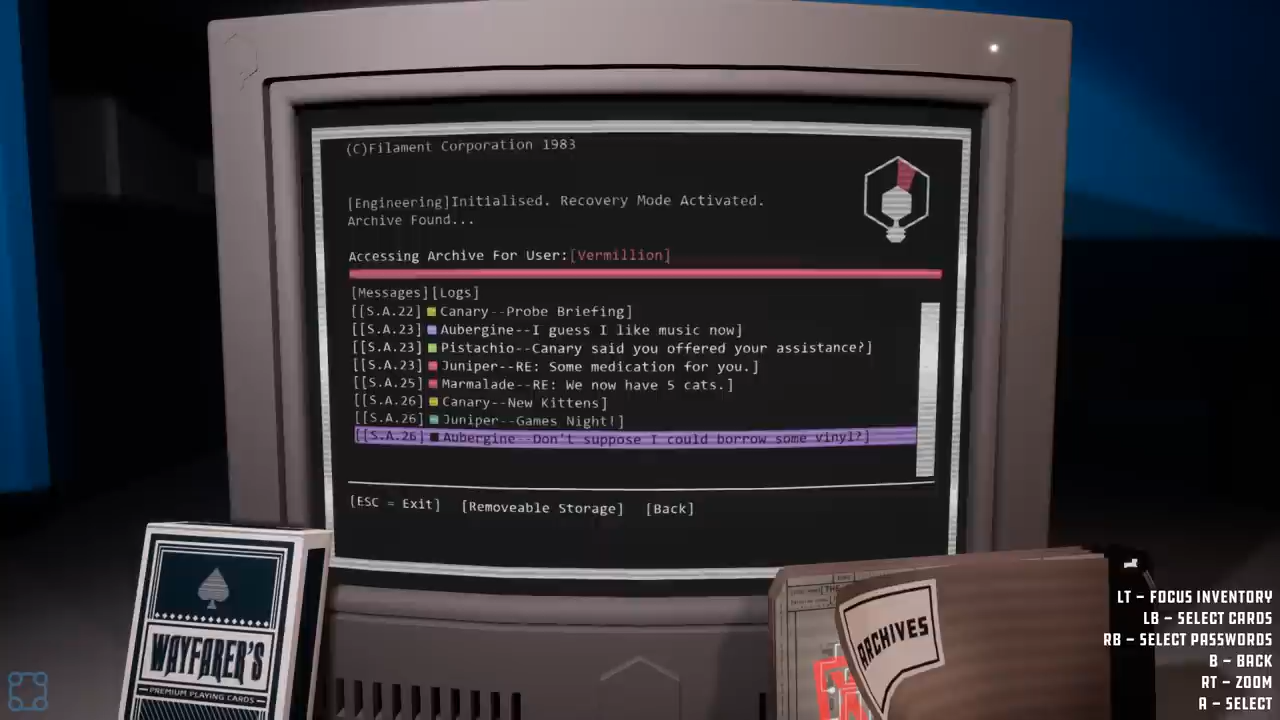 (C)Filament Corporation 1983
[Engineering]Initialised. Recovery Mode Activated.
Archive Found...
Accessing Archive For User:[Vermillion]
[Messages][Logs]
[[S.A.22] Canary--Probe Briefing]
[[S.A.23] Aubergine--I guess I like music now]
[[S.A.23] Pistachio--Canary said you offered your assistance?]
[[S.A.23] Juniper--RE: Some medication for you.]
[[S.A.25] Marmalade--RE: We now have 5 cats.]
[[S.A.26] Canary--New Kittens]
[[S.A.26] Juniper--Games Night!]
[[S.A.26] Aubergine--Don't suppose I could borrow some vinyl?]
[ESC = Exit] [Removeable Storage] [Back]
WAYFARER'S
PREMIUM PLAYING CARDS
ARCHIVES
LT - FOCUS INVENTORY
LB - SELECT CARDS
RB - SELECT PASSWORDS
B - BACK
RT - ZOOM
A - SELECT